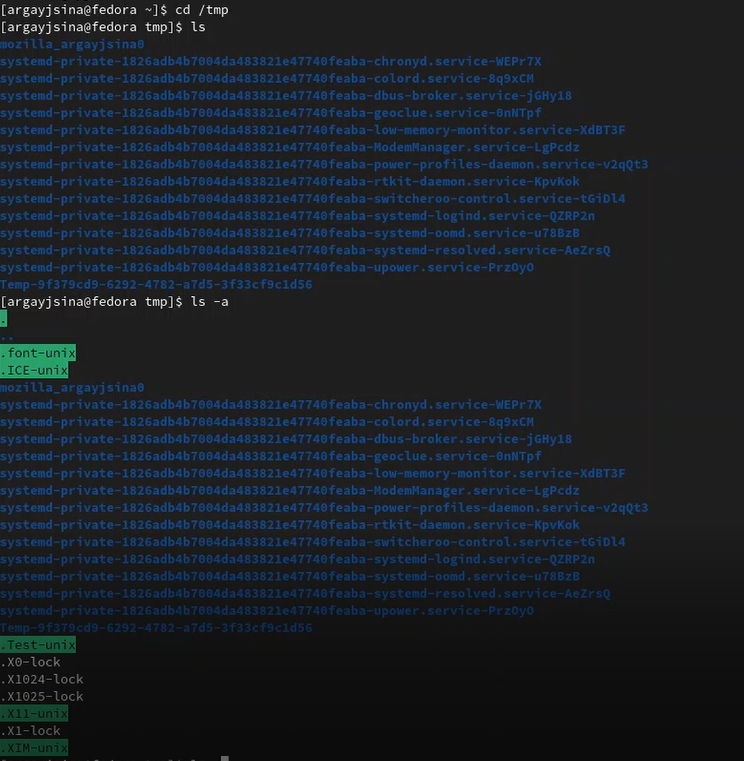 [argayjsina@fedora ~]$ cd /tmp
[argayjsina@fedora tmp]$ ls
mozilla_argayjsina0
systemd-private-1826adb4b7004da483821e47740feaba-chronyd.service-WEPr7X
systemd-private-1826adb4b7004da483821e47740feaba-colord.service-8q9xCM
systemd-private-1826adb4b7004da483821e47740feaba-dbus-broker.service-jGHy18
systemd-private-1826adb4b7004da483821e47740feaba-geoclue.service-0nNTpf
systemd-private-1826adb4b7004da483821e47740feaba-low-memory-monitor.service-XdBT3F
systemd-private-1826adb4b7004da483821e47740feaba-ModemManager.service-LgPcdz
systemd-private-1826adb4b7004da483821e47740feaba-power-profiles-daemon.service-v2qQt3
systemd-private-1826adb4b7004da483821e47740feaba-rtkit-daemon.service-KpvKok
systemd-private-1826adb4b7004da483821e47740feaba-switcheroo-control.service-tGiDl4
systemd-private-1826adb4b7004da483821e47740feaba-systemd-logind.service-QZRP2n
systemd-private-1826adb4b7004da483821e47740feaba-systemd-oomd.service-u78BzB
systemd-private-1826adb4b7004da483821e47740feaba-systemd-resolved.service-AeZrsQ
systemd-private-1826adb4b7004da483821e47740feaba-upower.service-PrzOyO
Temp-9f379cd9-6292-4782-a7d5-3f33cf9c1d56
[argayjsina@fedora tmp]$ ls -a
.
..
.font-unix
.ICE-unix
mozilla_argayjsina0
systemd-private-1826adb4b7004da483821e47740feaba-chronyd.service-WEPr7X
systemd-private-1826adb4b7004da483821e47740feaba-colord.service-8q9xCM
systemd-private-1826adb4b7004da483821e47740feaba-dbus-broker.service-jGHy18
systemd-private-1826adb4b7004da483821e47740feaba-geoclue.service-0nNTpf
systemd-private-1826adb4b7004da483821e47740feaba-low-memory-monitor.service-XdBT3F
systemd-private-1826adb4b7004da483821e47740feaba-ModemManager.service-LgPcdz
systemd-private-1826adb4b7004da483821e47740feaba-power-profiles-daemon.service-v2qQt3
systemd-private-1826adb4b7004da483821e47740feaba-rtkit-daemon.service-KpvKok
systemd-private-1826adb4b7004da483821e47740feaba-switcheroo-control.service-tGiDl4
systemd-private-1826adb4b7004da483821e47740feaba-systemd-logind.service-QZRP2n
systemd-private-1826adb4b7004da483821e47740feaba-systemd-oomd.service-u78BzB
systemd-private-1826adb4b7004da483821e47740feaba-systemd-resolved.service-AeZrsQ
systemd-private-1826adb4b7004da483821e47740feaba-upower.service-PrzOyO
Temp-9f379cd9-6292-4782-a7d5-3f33cf9c1d56
.Test-unix
.X0-lock
.X1024-lock
.X1025-lock
.X11-unix
.X1-lock
.XIM-unix